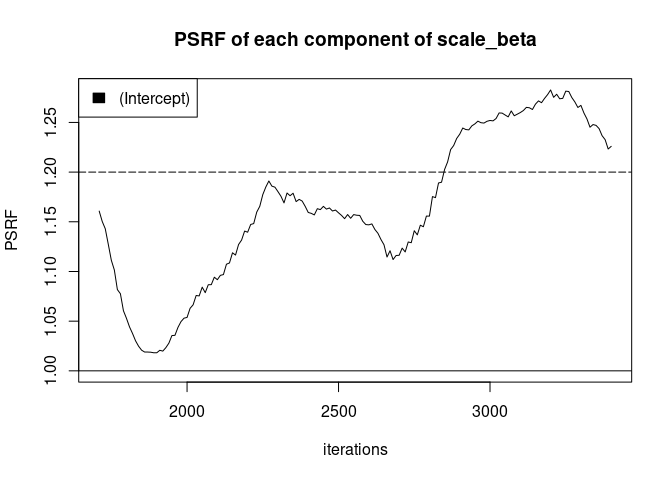 PSRF of each component of scale_beta
(Intercept)
PSRF
1.25
1.20
1.15
1.10
1.05
1.00
2000 2500 3000
iterations